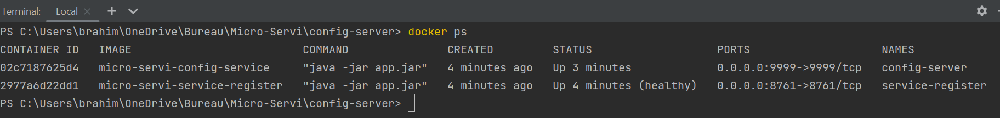 Terminal: Local × + 
PS C:\Users\brahim\OneDrive\Bureau\Micro-Servi\config-server> docker ps
CONTAINER ID   IMAGE                          COMMAND               CREATED         STATUS                   PORTS                    NAMES
02c7187625d4   micro-servi-config-service     "java -jar app.jar"   4 minutes ago   Up 3 minutes             0.0.0.0:9999->9999/tcp   config-server
2977a6d22dd1   micro-servi-service-register   "java -jar app.jar"   4 minutes ago   Up 4 minutes (healthy)   0.0.0.0:8761->8761/tcp   service-register
PS C:\Users\brahim\OneDrive\Bureau\Micro-Servi\config-server>